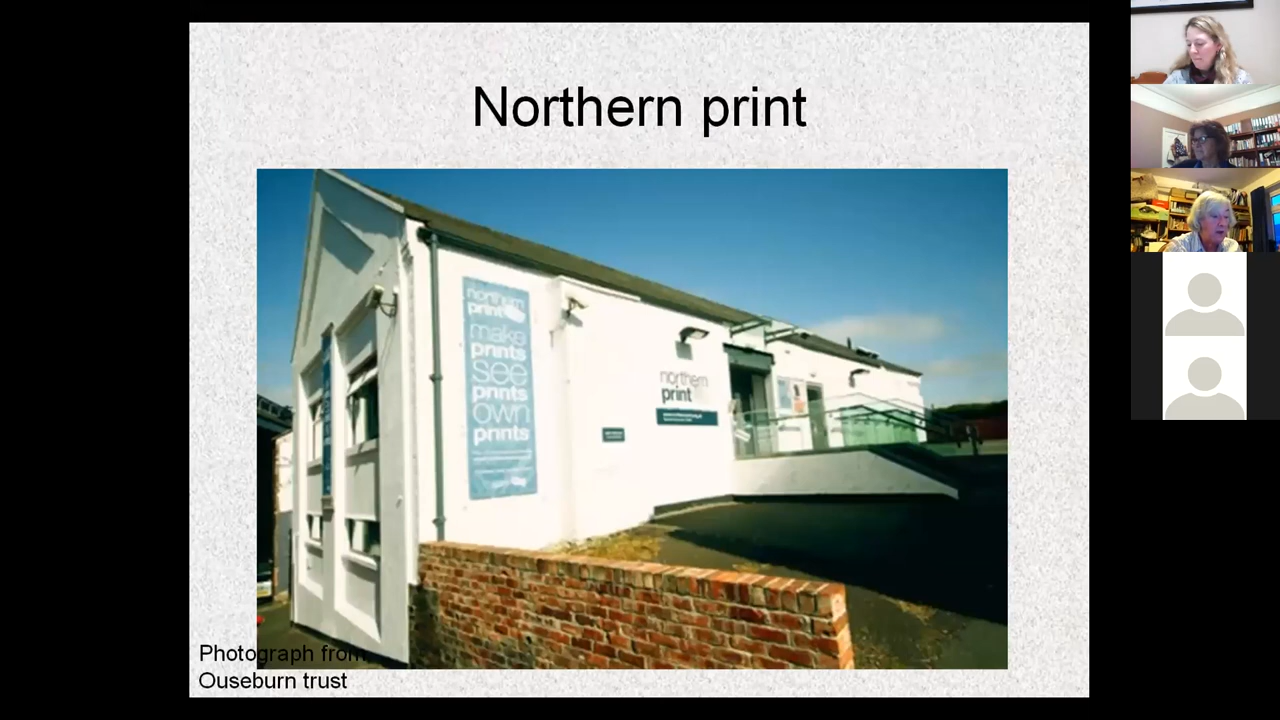 Northern print
northern
print
make
prints
see
prints
own
prints
northern
print
Photograph from
Ouseburn trust